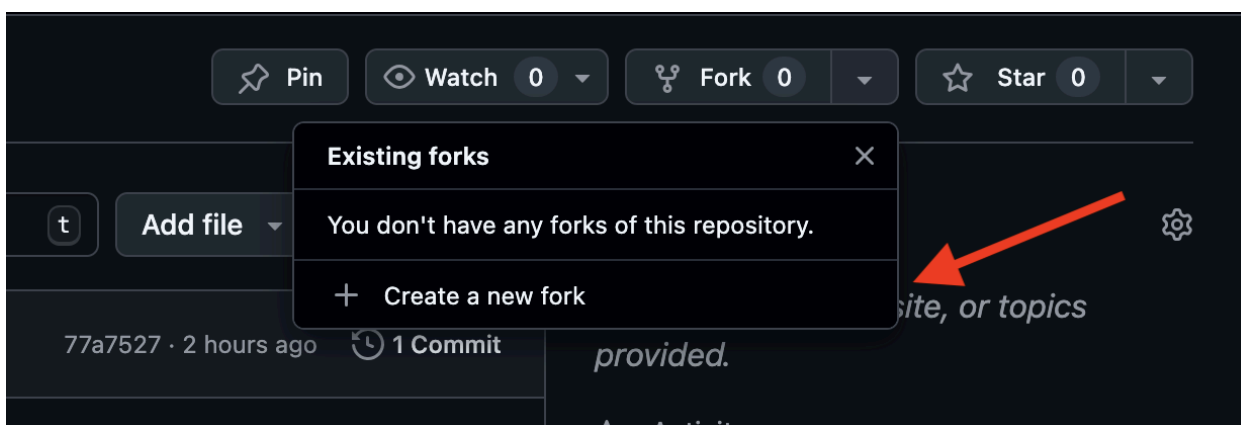 Pin
Watch 0
Fork 0
Star 0
Existing forks
t
Add file
You don't have any forks of this repository.
Create a new fork
site, or topics
77a7527 · 2 hours ago
1 Commit
provided.